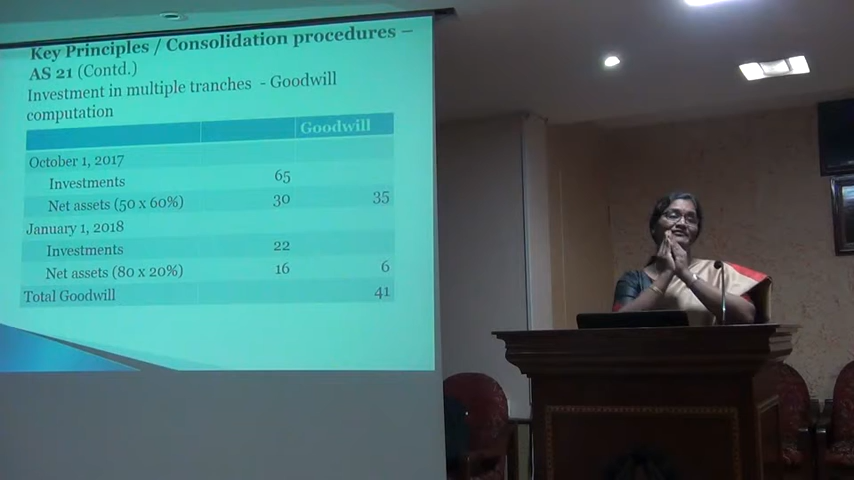 Key Principles / Consolidation procedures –
AS 21 (Contd.)
Investment in multiple tranches - Goodwill
computation
Goodwill
October 1, 2017
Investments 65
Net assets (50 x 60%) 30 35
January 1, 2018
Investments 22
Net assets (80 x 20%) 16 6
Total Goodwill 41